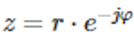 z = r · e^{-jφ}